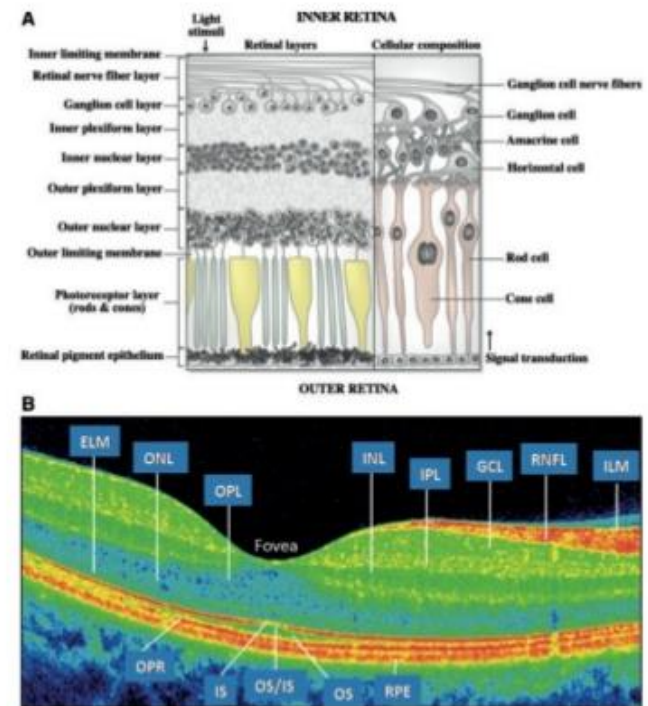 A
INNER RETINA
Light
stimuli
Retinal layers
Cellular composition
Inner limiting membrane
Retinal nerve fiber layer
Ganglion cell layer
Inner plexiform layer
Inner nuclear layer
Outer plexiform layer
Outer nuclear layer
Outer limiting membrane
Photoreceptor layer
(rods & cones)
Retinal pigment epithelium
Ganglion cell nerve fibers
Ganglion cell
Amacrine cell
Horizontal cell
Rod cell
Cone cell
Signal transduction
OUTER RETINA
B
ELM
ONL
OPL
INL
IPL
GCL
RNFL
ILM
Fovea
OPR
IS
OS/IS
OS
RPE